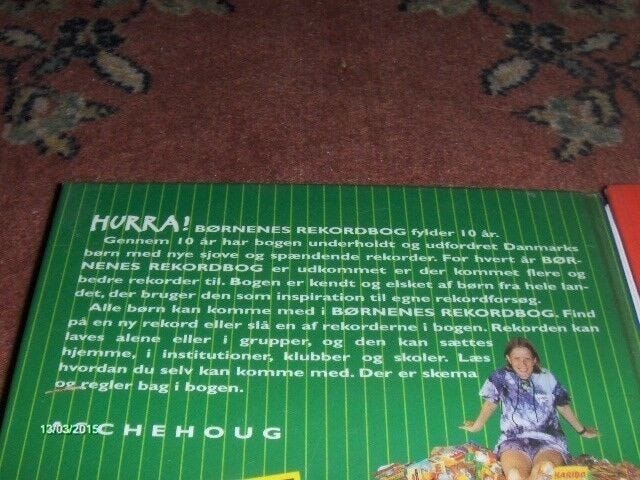 HURRA! BØRNENES REKORDBOG fylder 10 år.
Gennem 10 år har bogen underholdt og udfordret Danmarks
børn med nye sjove og spændende rekorder. For hvert år BØR-
NENES REKORDBOG er udkommet er der kommet flere og
bedre rekorder til. Bogen er kendt og elsket af børn fra hele lan-
det, der bruger den som inspiration til egne rekordforsøg.
Alle børn kan komme med i BØRNENES REKORDBOG. Find
på en ny rekord eller slå en af rekorderne i bogen. Rekorden kan
laves alene eller i grupper, og den kan sættes
hjemme, i institutioner, klubber og skoler. Læs
hvordan du selv kan komme med. Der er skema
og regler bag i bogen.
CHEHOUG
13/03/2015
HARIBO